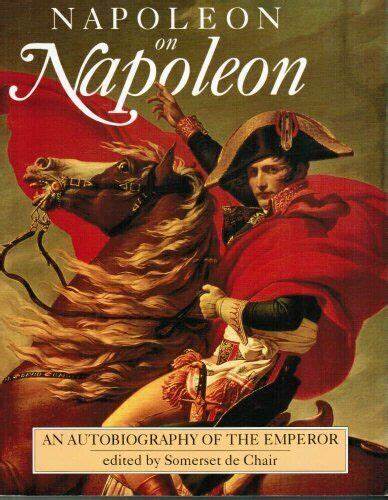 NAPOLEON
on
Napoleon
AN AUTOBIOGRAPHY OF THE EMPEROR
edited by Somerset de Chair